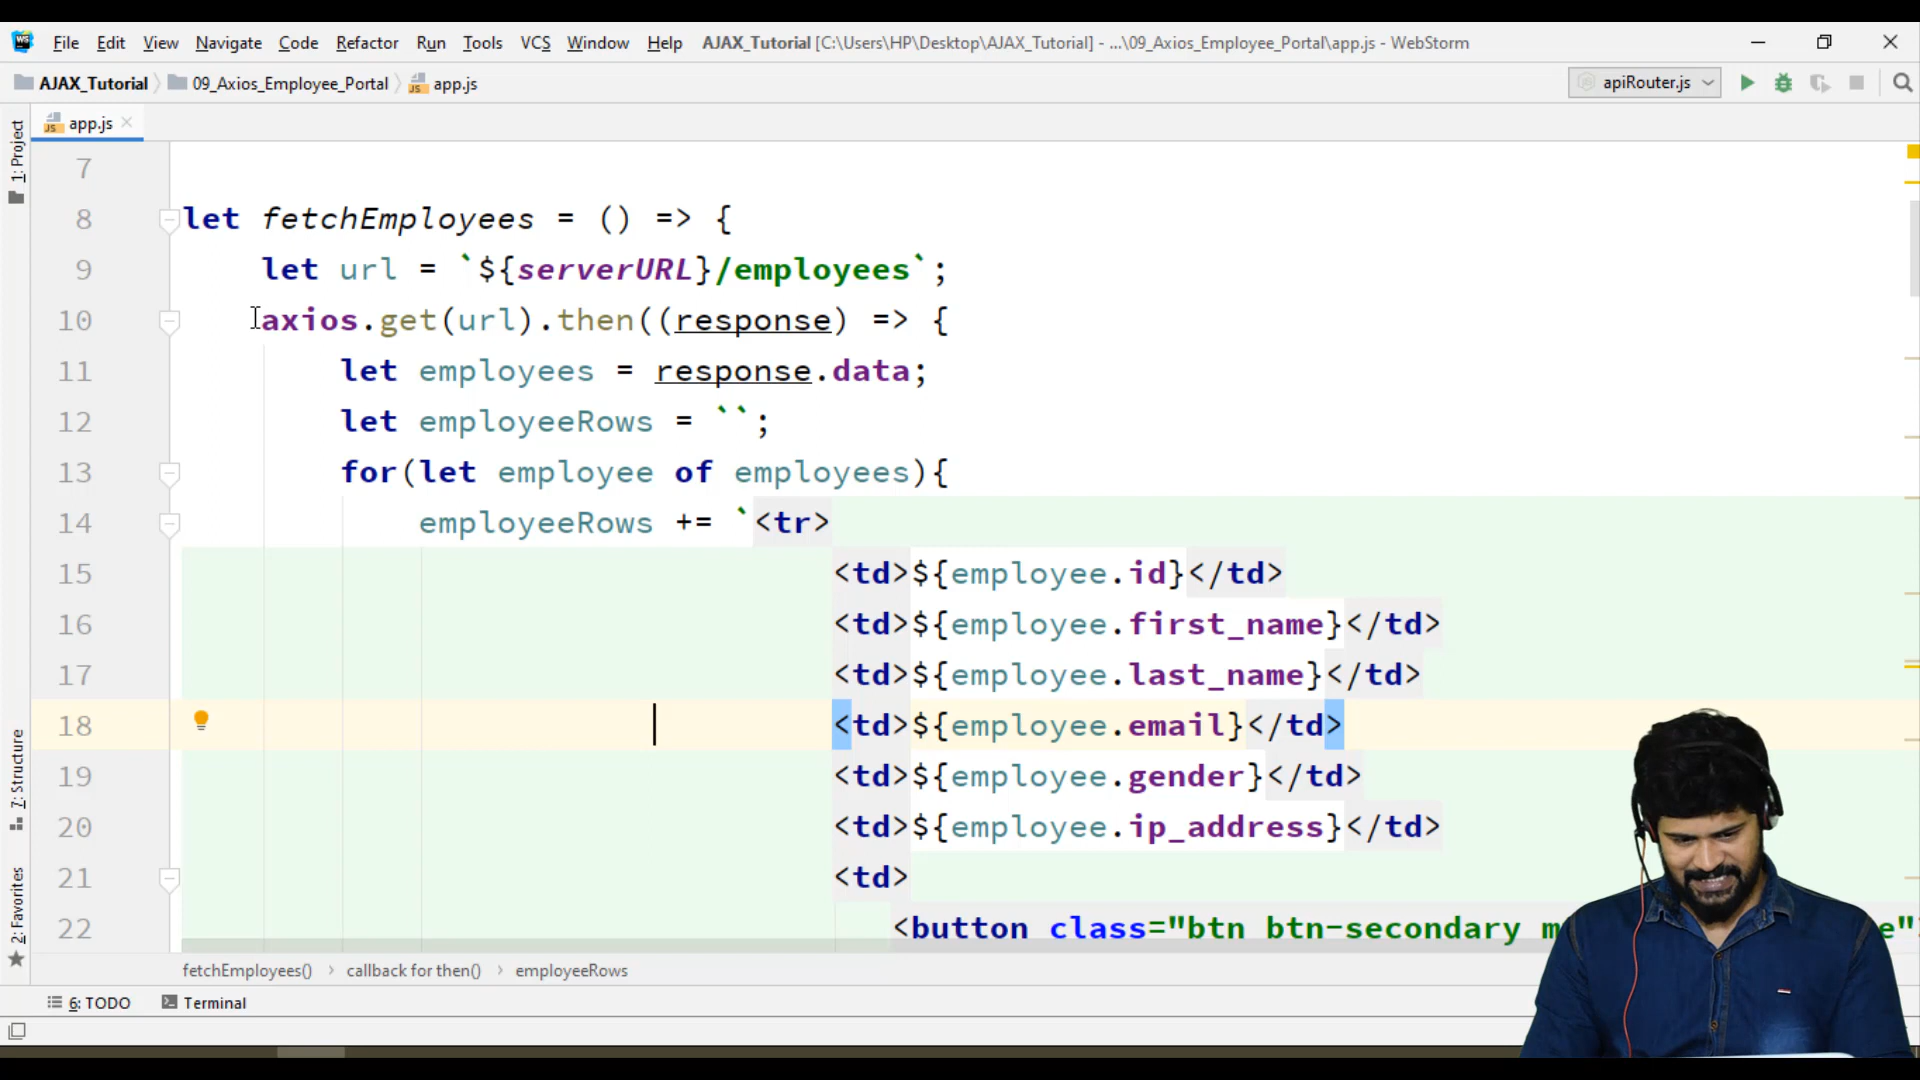 File Edit View Navigate Code Refactor Run Tools VCS Window Help AJAX_Tutorial [C:\Users\HP\Desktop\AJAX_Tutorial] - ...\09_Axios_Employee_Portal\app.js - WebStorm
AJAX_Tutorial 09_Axios_Employee_Portal app.js apiRouter.js
app.js
1: Project
7: Structure
2: Favorites
7
8 let fetchEmployees = () => {
9 let url = `${serverURL}/employees`;
10 axios.get(url).then((response) => {
11 let employees = response.data;
12 let employeeRows = ``;
13 for(let employee of employees){
14 employeeRows += `<tr>
15 <td>${employee.id}</td>
16 <td>${employee.first_name}</td>
17 <td>${employee.last_name}</td>
18 <td>${employee.email}</td>
19 <td>${employee.gender}</td>
20 <td>${employee.ip_address}</td>
21 <td>
22 <button class="btn btn-secondary
fetchEmployees() › callback for then() › employeeRows
6: TODO Terminal